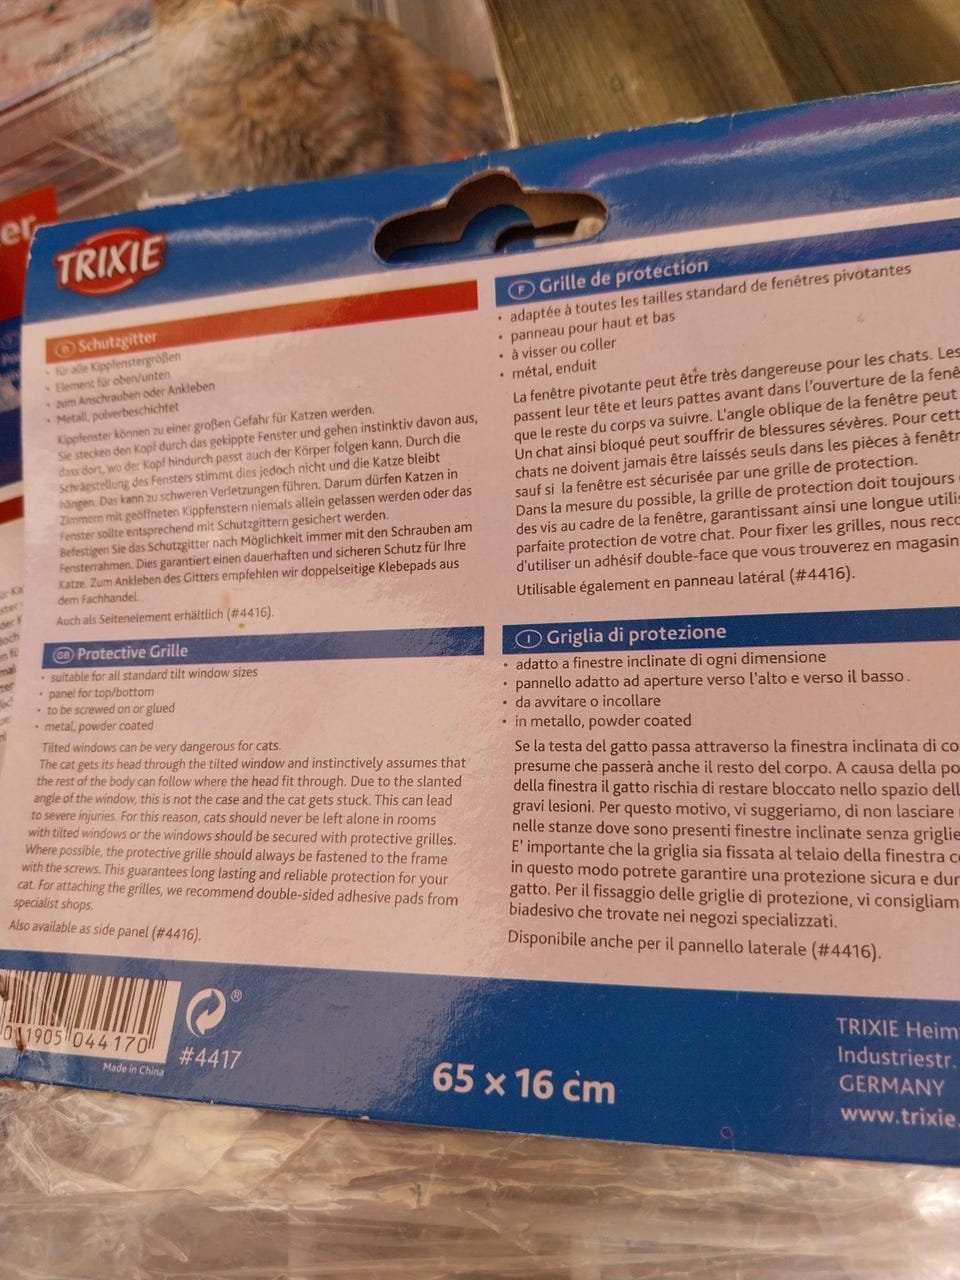 er
TRIXIE
D Schutzgitter
• für alle Kippfenstergrößen
• Element für oben/unten
• zum Anschrauben oder Ankleben
• Metall, pulverbeschichtet
Kippfenster können zu einer großen Gefahr für Katzen werden.
Sie stecken den Kopf durch das gekippte Fenster und gehen instinktiv davon aus,
dass dort, wo der Kopf hindurch passt auch der Körper folgen kann. Durch die
Schrägstellung des Fensters stimmt dies jedoch nicht und die Katze bleibt
hängen. Das kann zu schweren Verletzungen führen. Darum dürfen Katzen in
Zimmern mit geöffneten Kippfenstern niemals allein gelassen werden oder das
Fenster sollte entsprechend mit Schutzgittern gesichert werden.
Befestigen Sie das Schutzgitter nach Möglichkeit immer mit den Schrauben am
Fensterrahmen. Dies garantiert einen dauerhaften und sicheren Schutz für Ihre
Katze. Zum Ankleben des Gitters empfehlen wir doppelseitige Klebepads aus
dem Fachhandel.
Auch als Seitenelement erhältlich (#4416).
GB Protective Grille
• suitable for all standard tilt window sizes
• panel for top/bottom
• to be screwed on or glued
• metal, powder coated
Tilted windows can be very dangerous for cats.
The cat gets its head through the tilted window and instinctively assumes that
the rest of the body can follow where the head fit through. Due to the slanted
angle of the window, this is not the case and the cat gets stuck. This can lead
to severe injuries. For this reason, cats should never be left alone in rooms
with tilted windows or the windows should be secured with protective grilles.
Where possible, the protective grille should always be fastened to the frame
with the screws. This guarantees long lasting and reliable protection for your
cat. For attaching the grilles, we recommend double-sided adhesive pads from
specialist shops.
Also available as side panel (#4416).
F Grille de protection
• adaptée à toutes les tailles standard de fenêtres pivotantes
• panneau pour haut et bas
• à visser ou coller
• métal, enduit
La fenêtre pivotante peut être très dangereuse pour les chats. Les
passent leur tête et leurs pattes avant dans l'ouverture de la fenê
que le reste du corps va suivre. L'angle oblique de la fenêtre peut
Un chat ainsi bloqué peut souffrir de blessures sévères. Pour cett
chats ne doivent jamais être laissés seuls dans les pièces à fenêtr
sauf si la fenêtre est sécurisée par une grille de protection.
Dans la mesure du possible, la grille de protection doit toujours
des vis au cadre de la fenêtre, garantissant ainsi une longue utilis
parfaite protection de votre chat. Pour fixer les grilles, nous reco
d'utiliser un adhésif double-face que vous trouverez en magasin
Utilisable également en panneau latéral (#4416).
I Griglia di protezione
• adatto a finestre inclinate di ogni dimensione
• pannello adatto ad aperture verso l'alto e verso il basso.
• da avvitare o incollare
• in metallo, powder coated
Se la testa del gatto passa attraverso la finestra inclinata di co
presume che passerà anche il resto del corpo. A causa della po
della finestra il gatto rischia di restare bloccato nello spazio dell
gravi lesioni. Per questo motivo, vi suggeriamo, di non lasciare
nelle stanze dove sono presenti finestre inclinate senza griglie
E' importante che la griglia sia fissata al telaio della finestra c
in questo modo potrete garantire una protezione sicura e dur
gatto. Per il fissaggio delle griglie di protezione, vi consigliam
biadesivo che trovate nei negozi specializzati.
Disponibile anche per il pannello laterale (#4416).
011905 044170
Made in China
®
#4417
65 x 16 cm
TRIXIE Heim
Industriestr.
GERMANY
www.trixie.